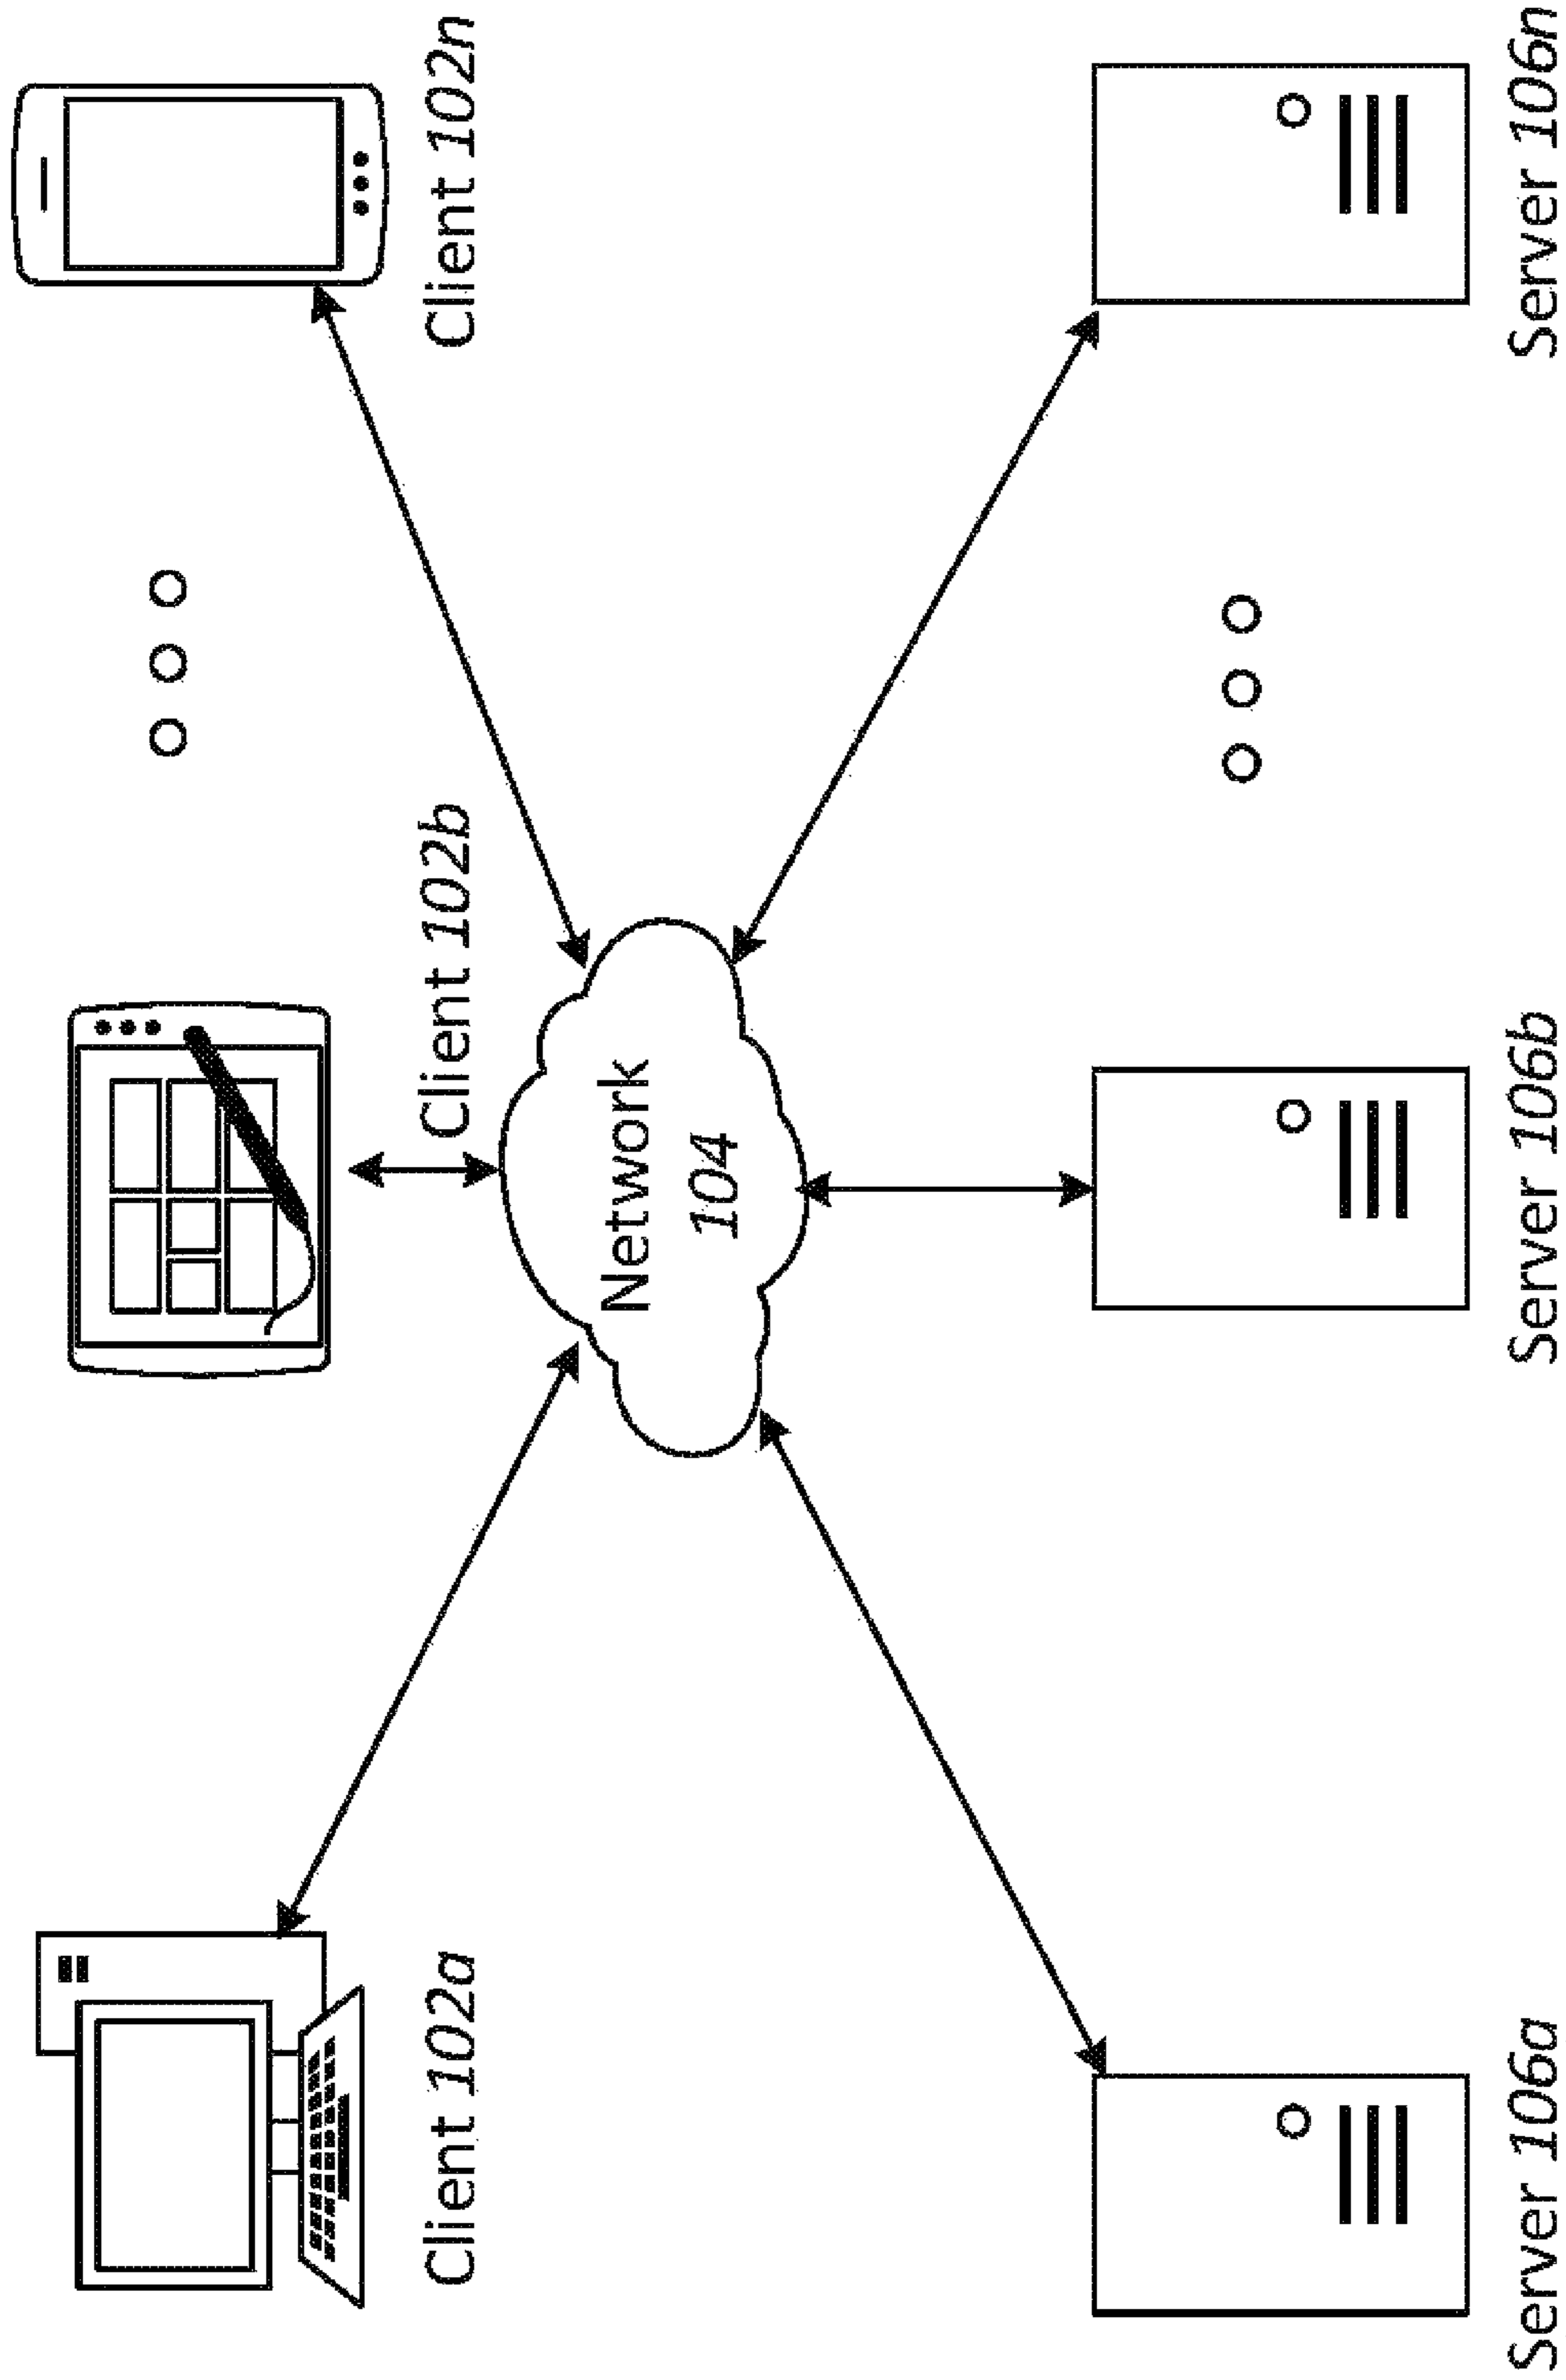 Client 102a
Client 102b
Client 102n
Network
104
Server 106a
Server 106b
Server 106n